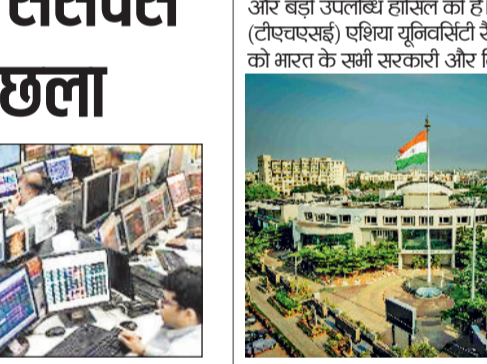 छला
और बड़ी उपलब्धि हासिल की है।
(टीएचएसई) एशिया यूनिवर्सिटी
को भारत के सभी सरकारी और